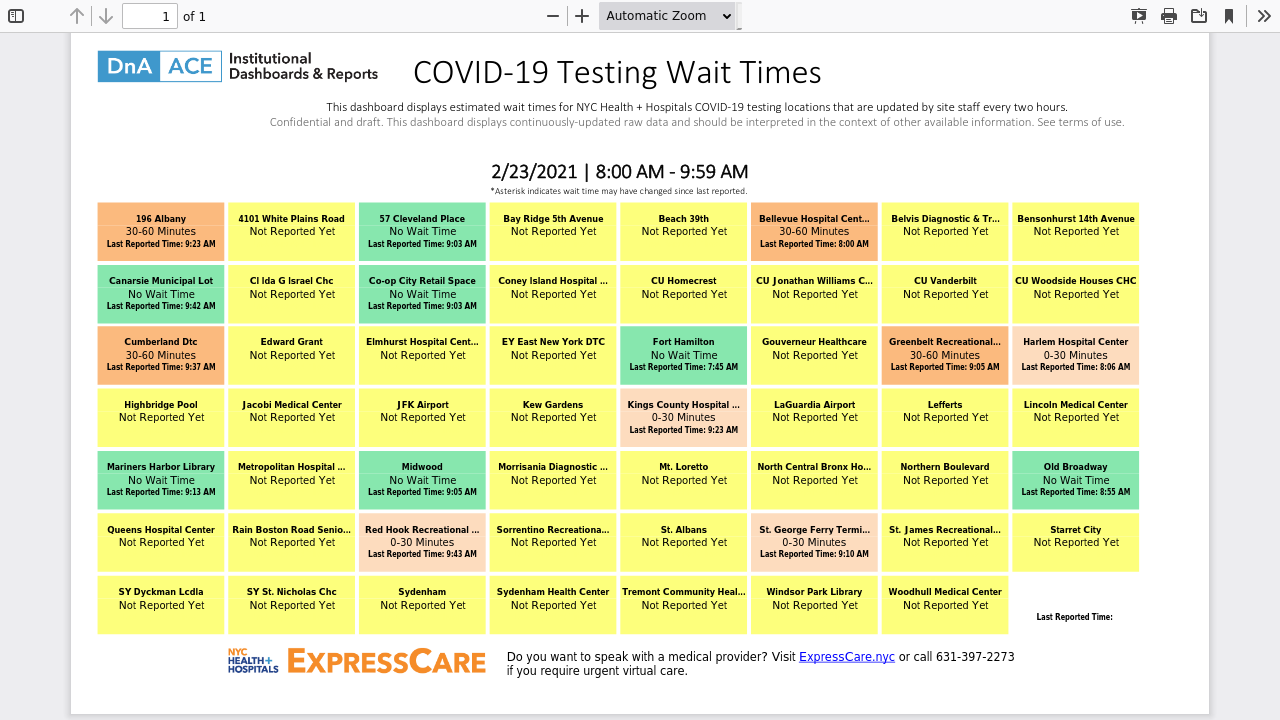 1 of 1
Automatic Zoom
DnA ACE Institutional Dashboards & Reports
COVID-19 Testing Wait Times
This dashboard displays estimated wait times for NYC Health + Hospitals COVID-19 testing locations that are updated by site staff every two hours.
Confidential and draft. This dashboard displays continuously-updated raw data and should be interpreted in the context of other available information. See terms of use.
2/23/2021 | 8:00 AM - 9:59 AM
*Asterisk indicates wait time may have changed since last reported.
196 Albany
30-60 Minutes
Last Reported Time: 9:23 AM
4101 White Plains Road
Not Reported Yet
57 Cleveland Place
No Wait Time
Last Reported Time: 9:03 AM
Bay Ridge 5th Avenue
Not Reported Yet
Beach 39th
Not Reported Yet
Bellevue Hospital Cent...
30-60 Minutes
Last Reported Time: 8:00 AM
Belvis Diagnostic & Tr...
Not Reported Yet
Bensonhurst 14th Avenue
Not Reported Yet
Canarsie Municipal Lot
No Wait Time
Last Reported Time: 9:42 AM
CI Ida G Israel Chc
Not Reported Yet
Co-op City Retail Space
No Wait Time
Last Reported Time: 9:03 AM
Coney Island Hospital ...
Not Reported Yet
CU Homecrest
Not Reported Yet
CU Jonathan Williams C...
Not Reported Yet
CU Vanderbilt
Not Reported Yet
CU Woodside Houses CHC
Not Reported Yet
Cumberland Dtc
30-60 Minutes
Last Reported Time: 9:37 AM
Edward Grant
Not Reported Yet
Elmhurst Hospital Cent...
Not Reported Yet
EY East New York DTC
Not Reported Yet
Fort Hamilton
No Wait Time
Last Reported Time: 7:45 AM
Gouverneur Healthcare
Not Reported Yet
Greenbelt Recreational...
30-60 Minutes
Last Reported Time: 9:05 AM
Harlem Hospital Center
0-30 Minutes
Last Reported Time: 8:06 AM
Highbridge Pool
Not Reported Yet
Jacobi Medical Center
Not Reported Yet
JFK Airport
Not Reported Yet
Kew Gardens
Not Reported Yet
Kings County Hospital ...
0-30 Minutes
Last Reported Time: 9:23 AM
LaGuardia Airport
Not Reported Yet
Lefferts
Not Reported Yet
Lincoln Medical Center
Not Reported Yet
Mariners Harbor Library
No Wait Time
Last Reported Time: 9:13 AM
Metropolitan Hospital ...
Not Reported Yet
Midwood
No Wait Time
Last Reported Time: 9:05 AM
Morrisania Diagnostic ...
Not Reported Yet
Mt. Loretto
Not Reported Yet
North Central Bronx Ho...
Not Reported Yet
Northern Boulevard
Not Reported Yet
Old Broadway
No Wait Time
Last Reported Time: 8:55 AM
Queens Hospital Center
Not Reported Yet
Rain Boston Road Senio...
Not Reported Yet
Red Hook Recreational ...
0-30 Minutes
Last Reported Time: 9:43 AM
Sorrentino Recreationa...
Not Reported Yet
St. Albans
Not Reported Yet
St. George Ferry Termi...
0-30 Minutes
Last Reported Time: 9:10 AM
St. James Recreational...
Not Reported Yet
Starret City
Not Reported Yet
SY Dyckman Lcdla
Not Reported Yet
SY St. Nicholas Chc
Not Reported Yet
Sydenham
Not Reported Yet
Sydenham Health Center
Not Reported Yet
Tremont Community Heal...
Not Reported Yet
Windsor Park Library
Not Reported Yet
Woodhull Medical Center
Not Reported Yet
Last Reported Time:
NYC
HEALTH+
HOSPITALS
EXPRESSCARE
Do you want to speak with a medical provider? Visit ExpressCare.nyc or call 631-397-2273
if you require urgent virtual care.